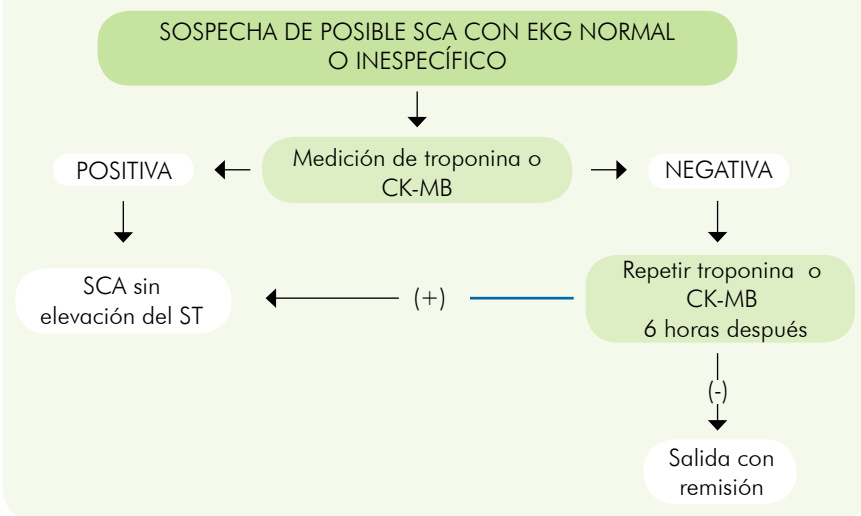 SOSPECHA DE POSIBLE SCA CON EKG NORMAL
O INESPECÍFICO
POSITIVA
Medición de troponina o
CK-MB
NEGATIVA
SCA sin
elevación del ST
(+)
Repetir troponina o
CK-MB
6 horas después
(-)
Salida con
remisión